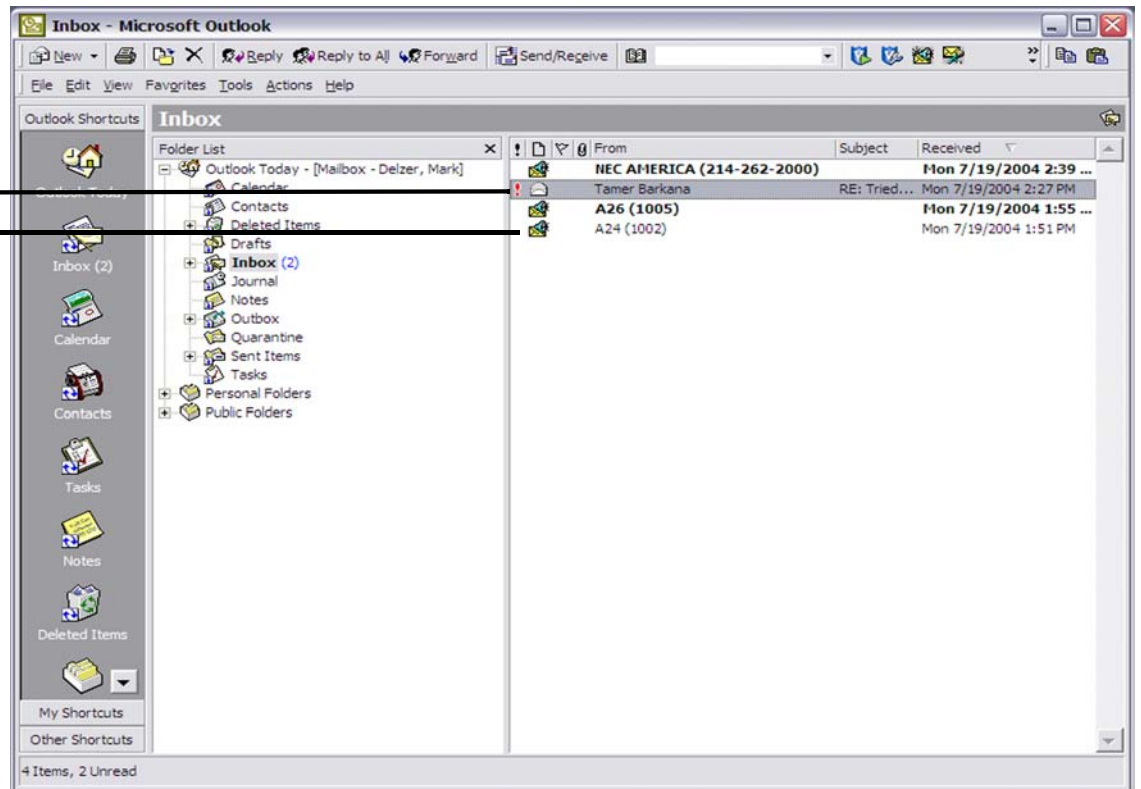 Inbox - Microsoft Outlook
New Reply Reply to All Forward Send/Receive
File Edit View Favorites Tools Actions Help
Outlook Shortcuts Inbox
Outlook Today
Inbox (2)
Calendar
Contacts
Tasks
Notes
Deleted Items
My Shortcuts
Other Shortcuts
Folder List
Outlook Today - [Mailbox - Delzer, Mark]
Calendar
Contacts
Deleted Items
Drafts
Inbox (2)
Journal
Notes
Outbox
Quarantine
Sent Items
Tasks
Personal Folders
Public Folders
From Subject Received
NEC AMERICA (214-262-2000) Mon 7/19/2004 2:39 ...
Tamer Barkana RE: Tried... Mon 7/19/2004 2:27 PM
A26 (1005) Mon 7/19/2004 1:55 ...
A24 (1002) Mon 7/19/2004 1:51 PM
4 Items, 2 Unread